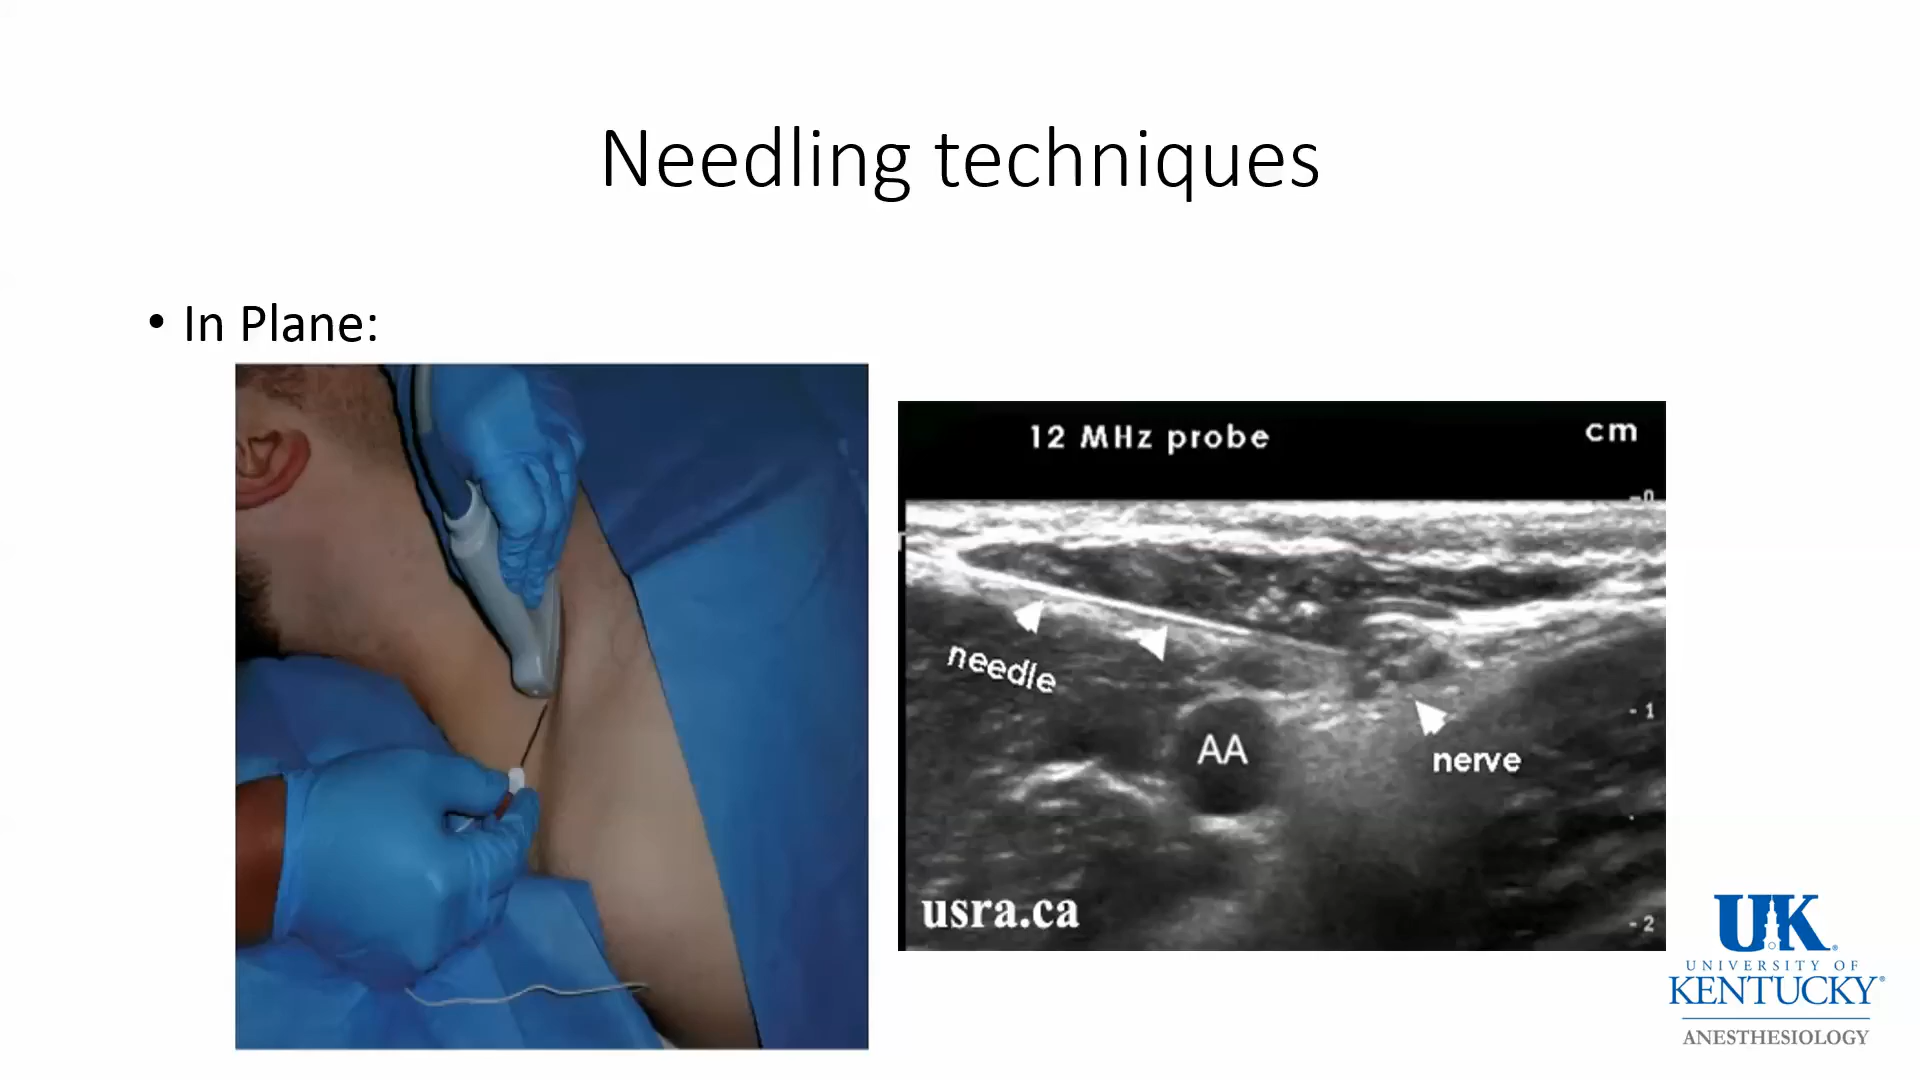 Needling techniques
• In Plane:
12 MHz probe
cm
0
needle
- 1
AA
nerve
usra.ca
- 2
UK
UNIVERSITY OF
KENTUCKY®
ANESTHESIOLOGY